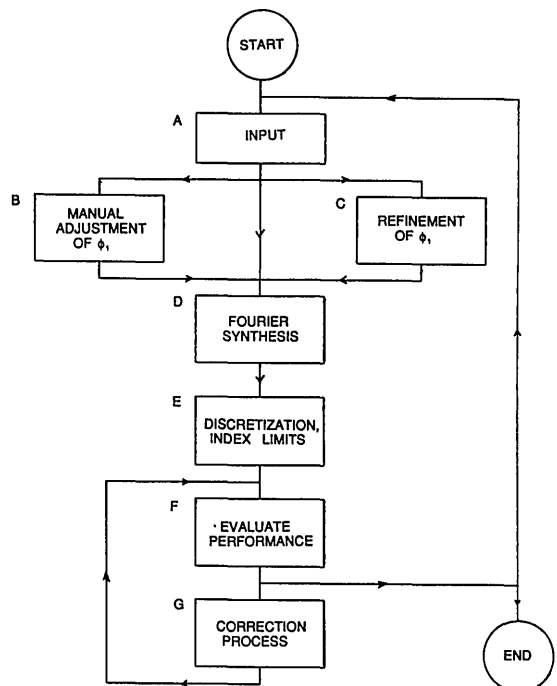 START
A
INPUT
B
MANUAL
ADJUSTMENT
OF ϕ₁
C
REFINEMENT
OF ϕ₁
D
FOURIER
SYNTHESIS
E
DISCRETIZATION,
INDEX LIMITS
F
EVALUATE
PERFORMANCE
G
CORRECTION
PROCESS
END